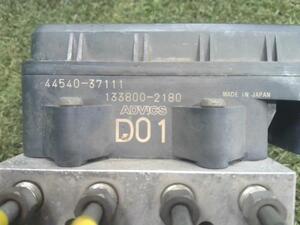 44540-37111
133800-2180
MADE IN JAPAN
ADVICS
D01